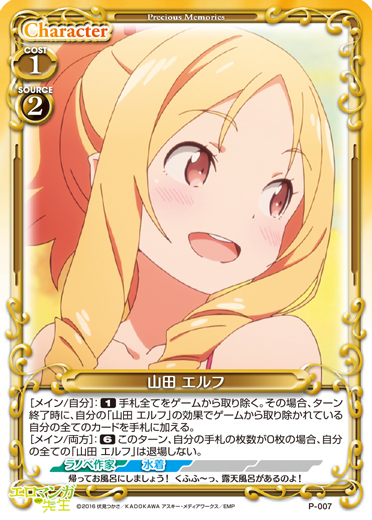 Precious Memories
Character
COST
1
SOURCE
2
山田 エルフ
[メイン/自分]:1 手札全てをゲームから取り除く。その場合、ターン
終了時に、自分の「山田 エルフ」の効果でゲームから取り除かれている
自分の全てのカードを手札に加える。
[メイン/両方]:6 このターン、自分の手札の枚数が0枚の場合、自分
の全ての「山田 エルフ」は退場しない。
ラノベ作家 水着
帰ってお風呂にしましょう! くふふ~っ、露天風呂があるのよ!
エロマンガ先生
©2016 伏見つかさ/KADOKAWA アスキー・メディアワークス/EMP
P-007